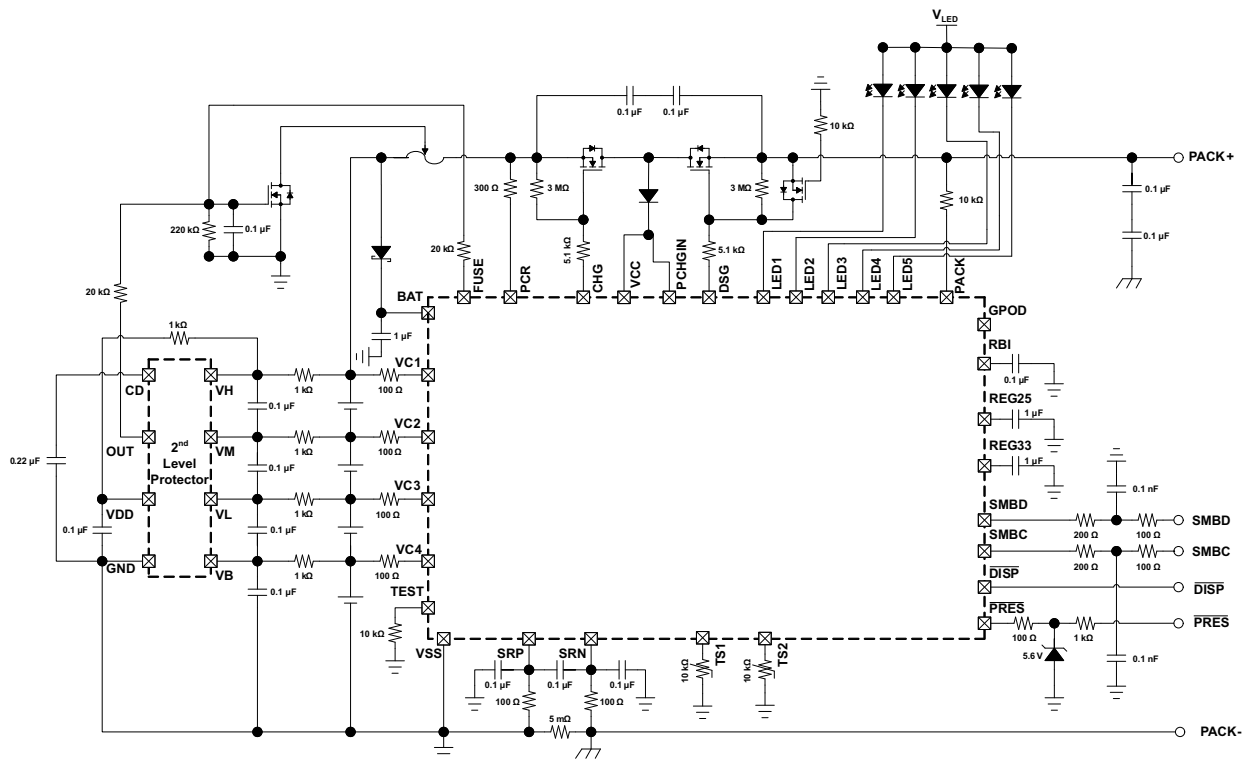 V_LED
0.1 µF
0.1 µF
10 kΩ
PACK+
300 Ω
3 MΩ
3 MΩ
10 kΩ
0.1 µF
0.1 µF
220 kΩ
0.1 µF
20 kΩ
5.1 kΩ
5.1 kΩ
20 kΩ
BAT
FUSE
PCR
CHG
VCC
PCHGIN
DSG
LED1
LED2
LED3
LED4
LED5
PACK
GPOD
1 kΩ
1 µF
RBI
0.1 µF
CD
VH
1 kΩ
VC1
100 Ω
0.1 µF
REG25
1 µF
OUT
2nd
Level
Protector
VM
1 kΩ
VC2
100 Ω
0.22 µF
0.1 µF
REG33
1 µF
VDD
VL
1 kΩ
VC3
100 Ω
0.1 µF
0.1 µF
SMBD
200 Ω
0.1 nF
100 Ω
SMBD
SMBC
200 Ω
100 Ω
SMBC
GND
VB
1 kΩ
VC4
100 Ω
0.1 µF
DISP
DISP
TEST
10 kΩ
PRES
100 Ω
1 kΩ
PRES
5.6 V
0.1 nF
VSS
SRP
SRN
TS1
TS2
0.1 µF
0.1 µF
0.1 µF
10 kΩ
10 kΩ
100 Ω
100 Ω
5 mΩ
PACK-